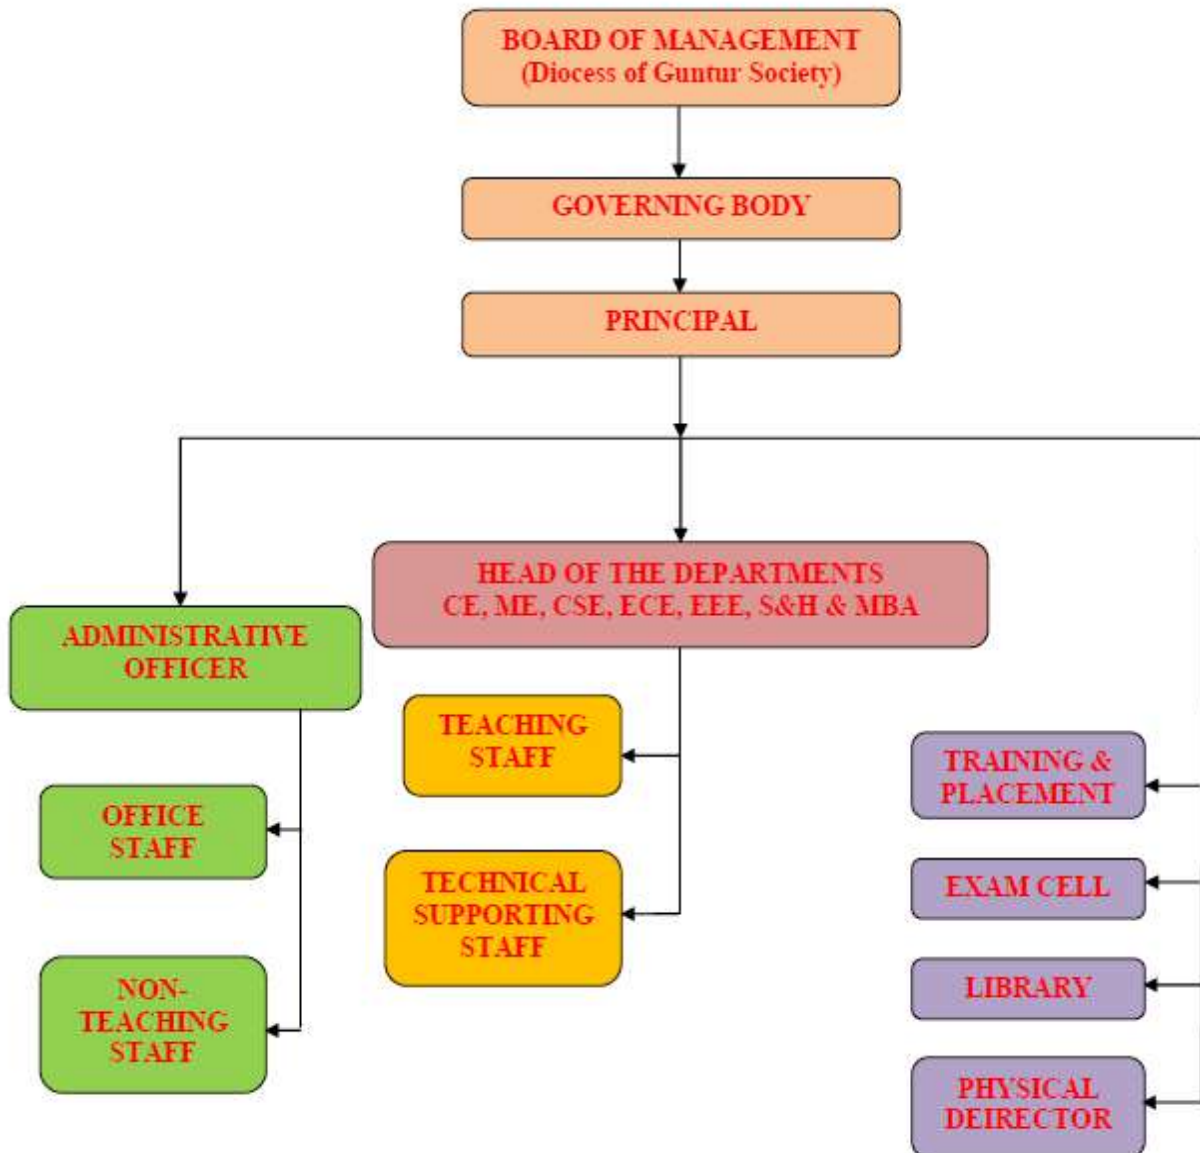 BOARD OF MANAGEMENT
(Diocess of Guntur Society)
GOVERNING BODY
PRINCIPAL
HEAD OF THE DEPARTMENTS
CE, ME, CSE, ECE, EEE, S&H & MBA
ADMINISTRATIVE
OFFICER
OFFICE
STAFF
NON-
TEACHING
STAFF
TEACHING
STAFF
TECHNICAL
SUPPORTING
STAFF
TRAINING &
PLACEMENT
EXAM CELL
LIBRARY
PHYSICAL
DEIRECTOR